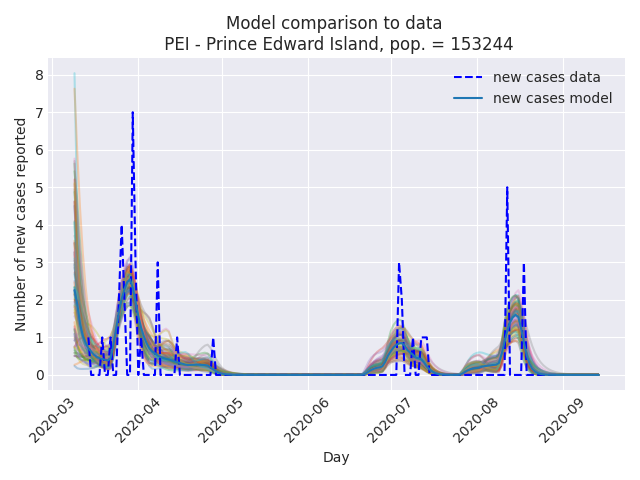 Model comparison to data
PEI - Prince Edward Island, pop. = 153244
new cases data
new cases model
Number of new cases reported
8
7
6
5
4
3
2
1
0
2020-03
2020-04
2020-05
2020-06
2020-07
2020-08
2020-09
Day